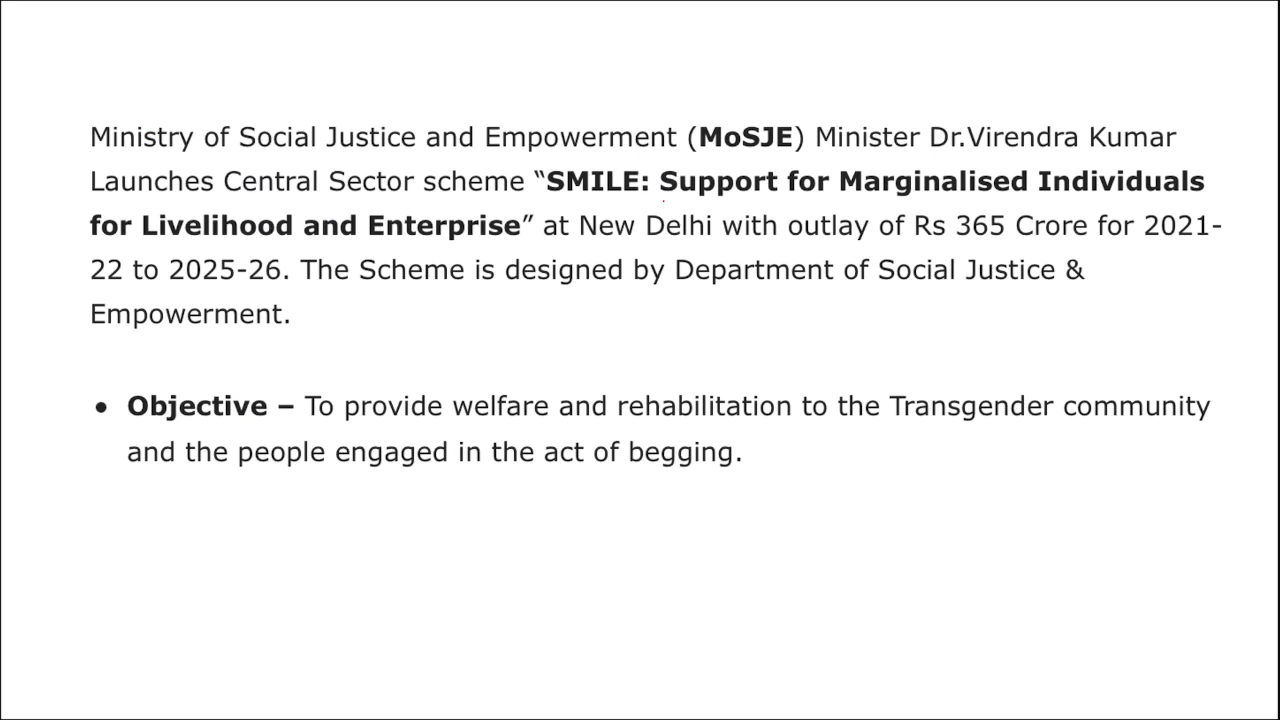 Ministry of Social Justice and Empowerment (MoSJE) Minister Dr.Virendra Kumar
Launches Central Sector scheme “SMILE: Support for Marginalised Individuals
for Livelihood and Enterprise” at New Delhi with outlay of Rs 365 Crore for 2021-
22 to 2025-26. The Scheme is designed by Department of Social Justice &
Empowerment.
● Objective – To provide welfare and rehabilitation to the Transgender community
and the people engaged in the act of begging.